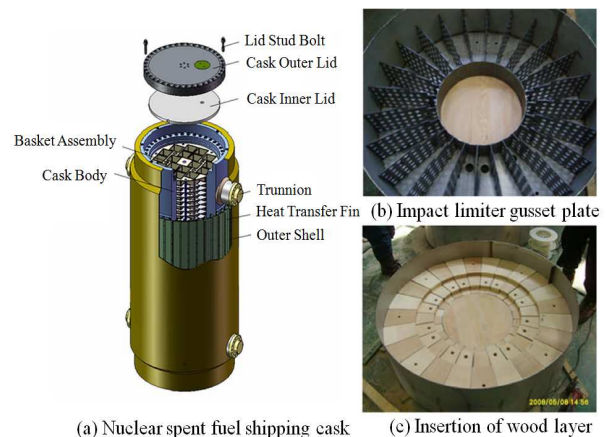 Lid Stud Bolt
Cask Outer Lid
Cask Inner Lid
Basket Assembly
Cask Body
Trunnion
Heat Transfer Fin
Outer Shell
(a) Nuclear spent fuel shipping cask
(b) Impact limiter gusset plate
2008/05/08 14:56
(c) Insertion of wood layer